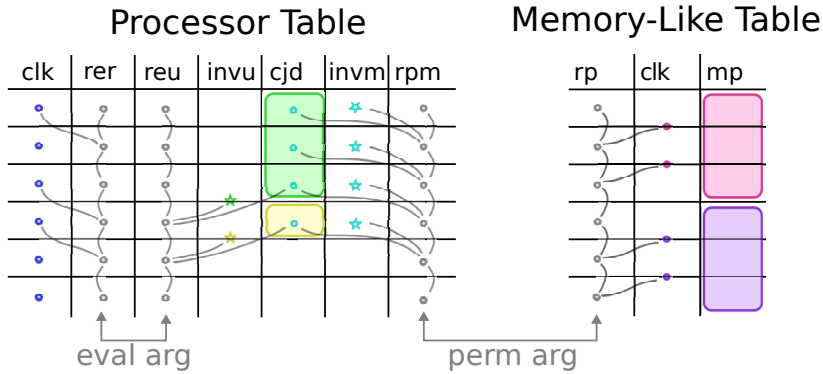 Processor Table Memory-Like Table
clk rer reu invu cjd invm rpm rp clk mp
eval arg perm arg